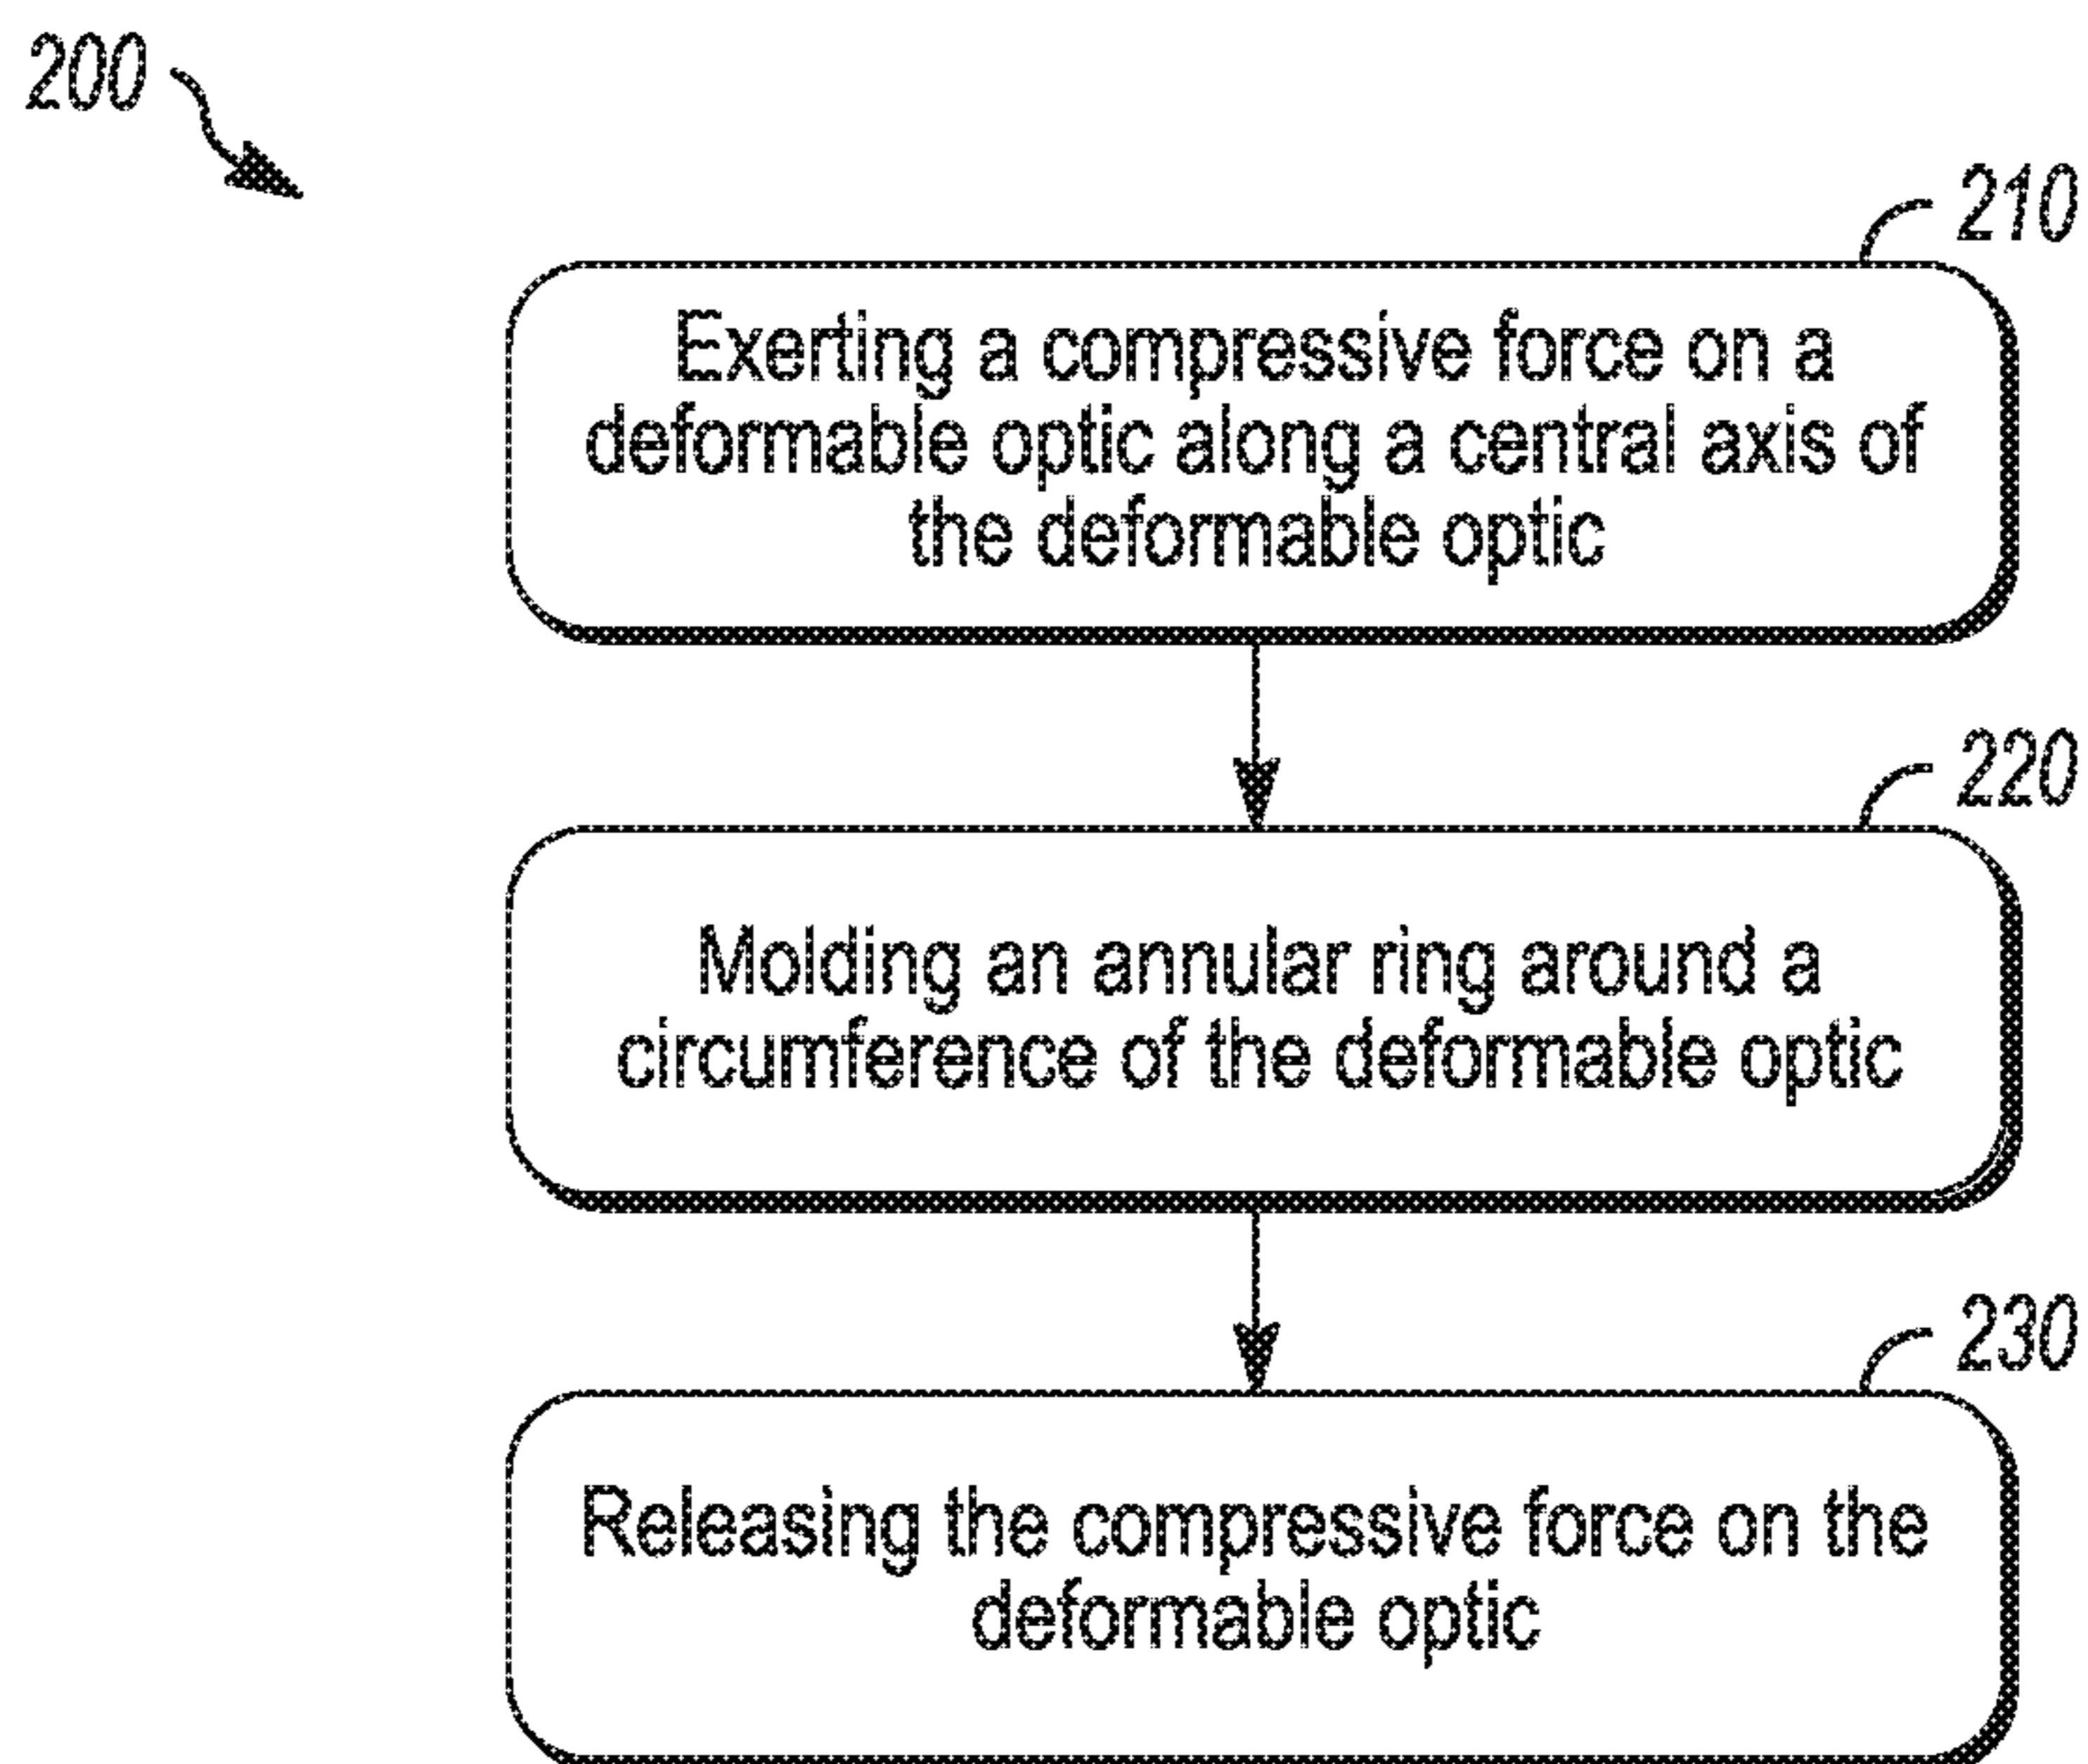 200
210
Exerting a compressive force on a
deformable optic along a central axis of
the deformable optic
220
Molding an annular ring around a
circumference of the deformable optic
230
Releasing the compressive force on the
deformable optic